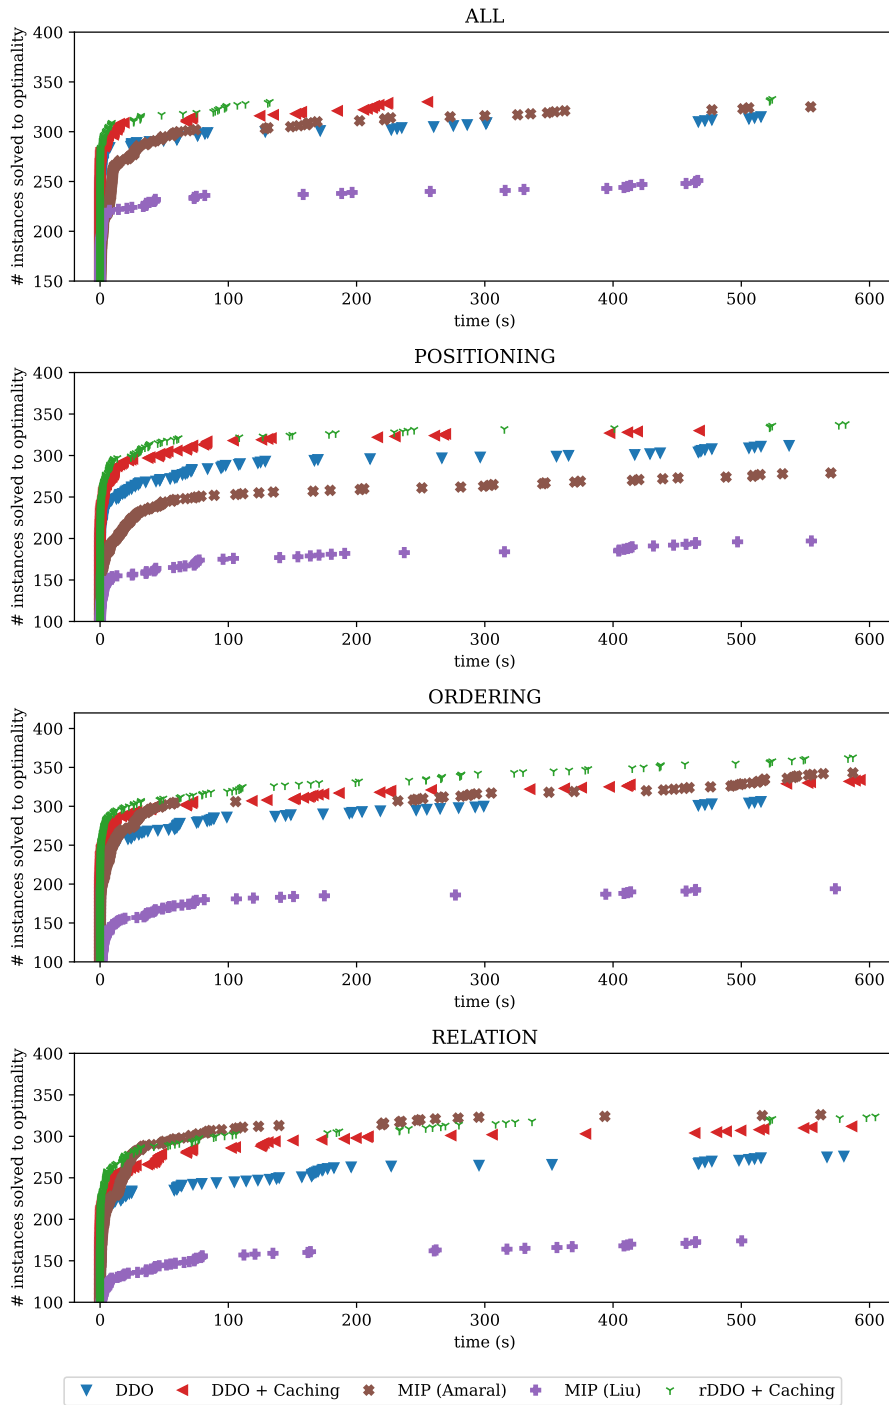 ALL
# instances solved to optimality
400
350
300
250
200
150
0 100 200 300 400 500 600
time (s)
POSITIONING
# instances solved to optimality
400
350
300
250
200
150
100
0 100 200 300 400 500 600
time (s)
ORDERING
# instances solved to optimality
400
350
300
250
200
150
100
0 100 200 300 400 500 600
time (s)
RELATION
# instances solved to optimality
400
350
300
250
200
150
100
0 100 200 300 400 500 600
time (s)
DDO DDO + Caching MIP (Amaral) MIP (Liu) rDDO + Caching